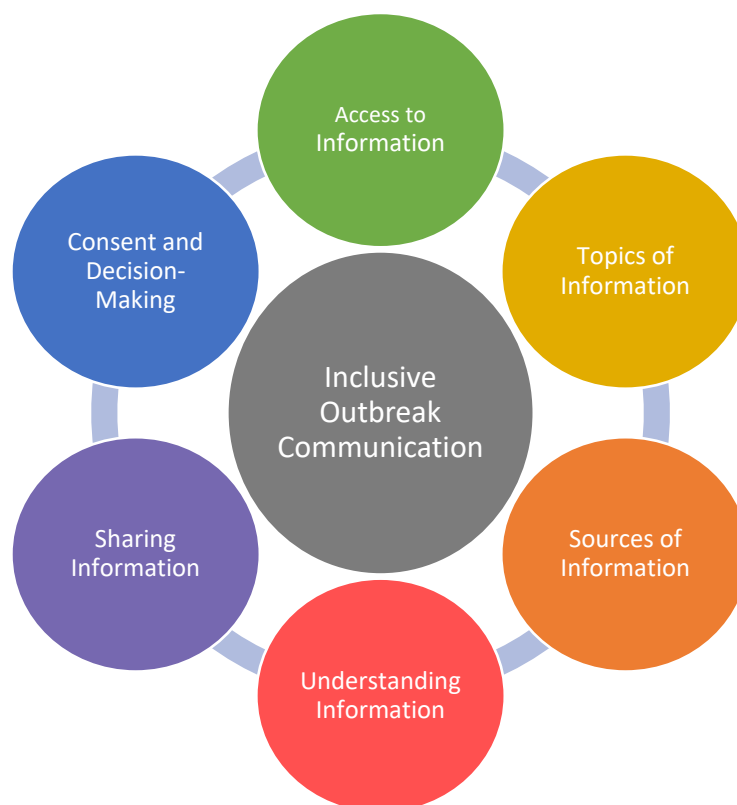 Access to
Information
Topics of
Information
Sources of
Information
Understanding
Information
Sharing
Information
Consent and
Decision-
Making
Inclusive
Outbreak
Communication